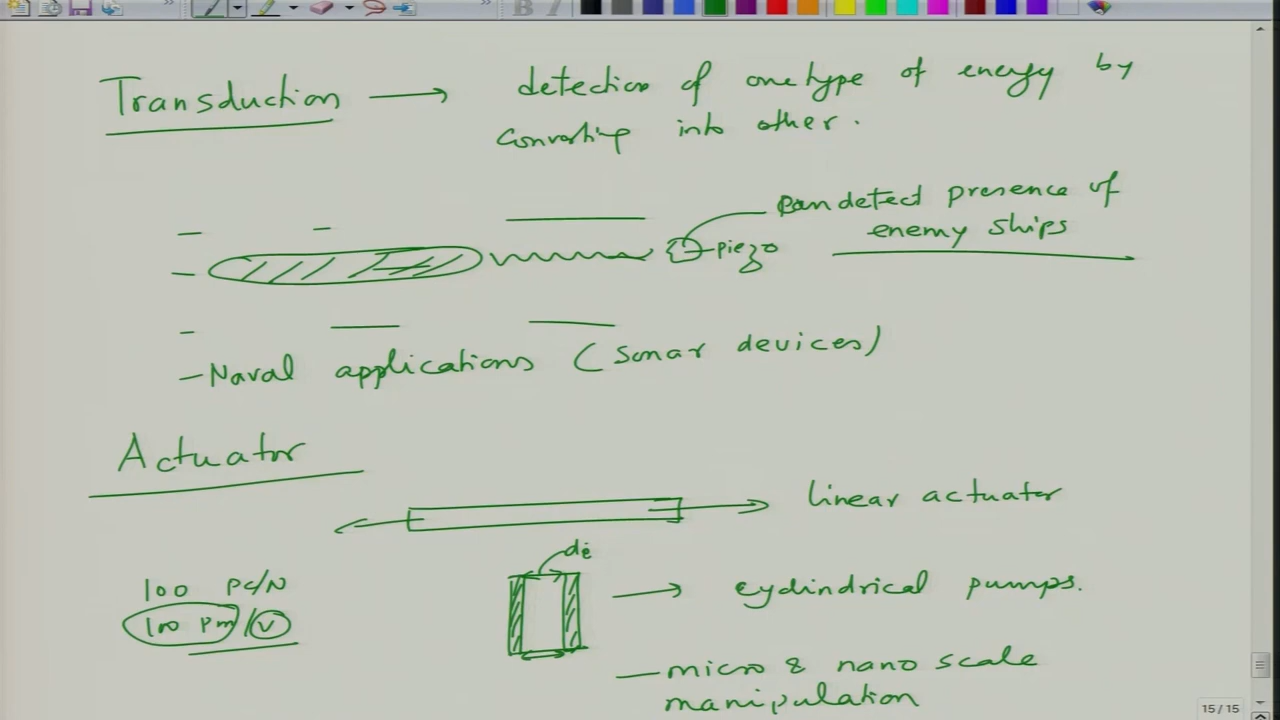 Transduction → detection of one type of energy by
converting into other.
can detect presence of
enemy ships
piezo
- Naval applications (Sonar devices)
Actuator
linear actuator
di
100 PC/N
→ cylindrical pumps.
100 pm/V
- micro & nano scale
manipulation
15 / 15